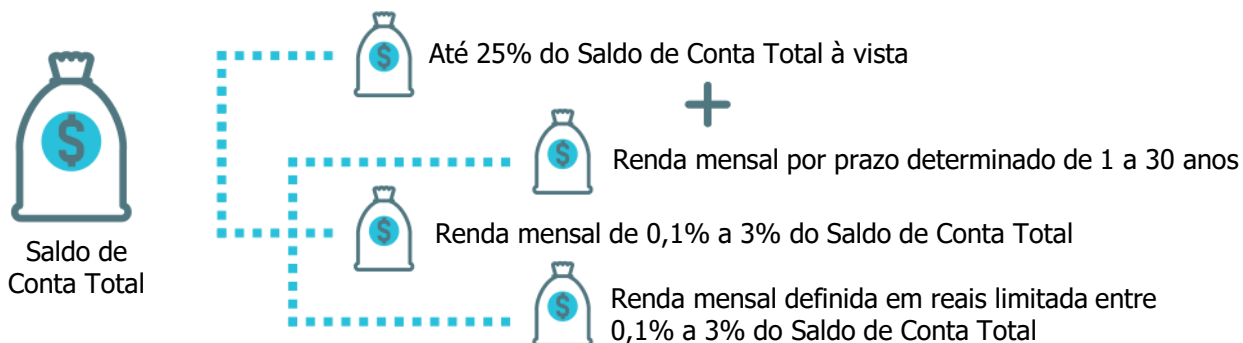 $
Até 25% do Saldo de Conta Total à vista
+
$
Renda mensal por prazo determinado de 1 a 30 anos
$
Saldo de
Conta Total
$
Renda mensal de 0,1% a 3% do Saldo de Conta Total
$
Renda mensal definida em reais limitada entre
0,1% a 3% do Saldo de Conta Total